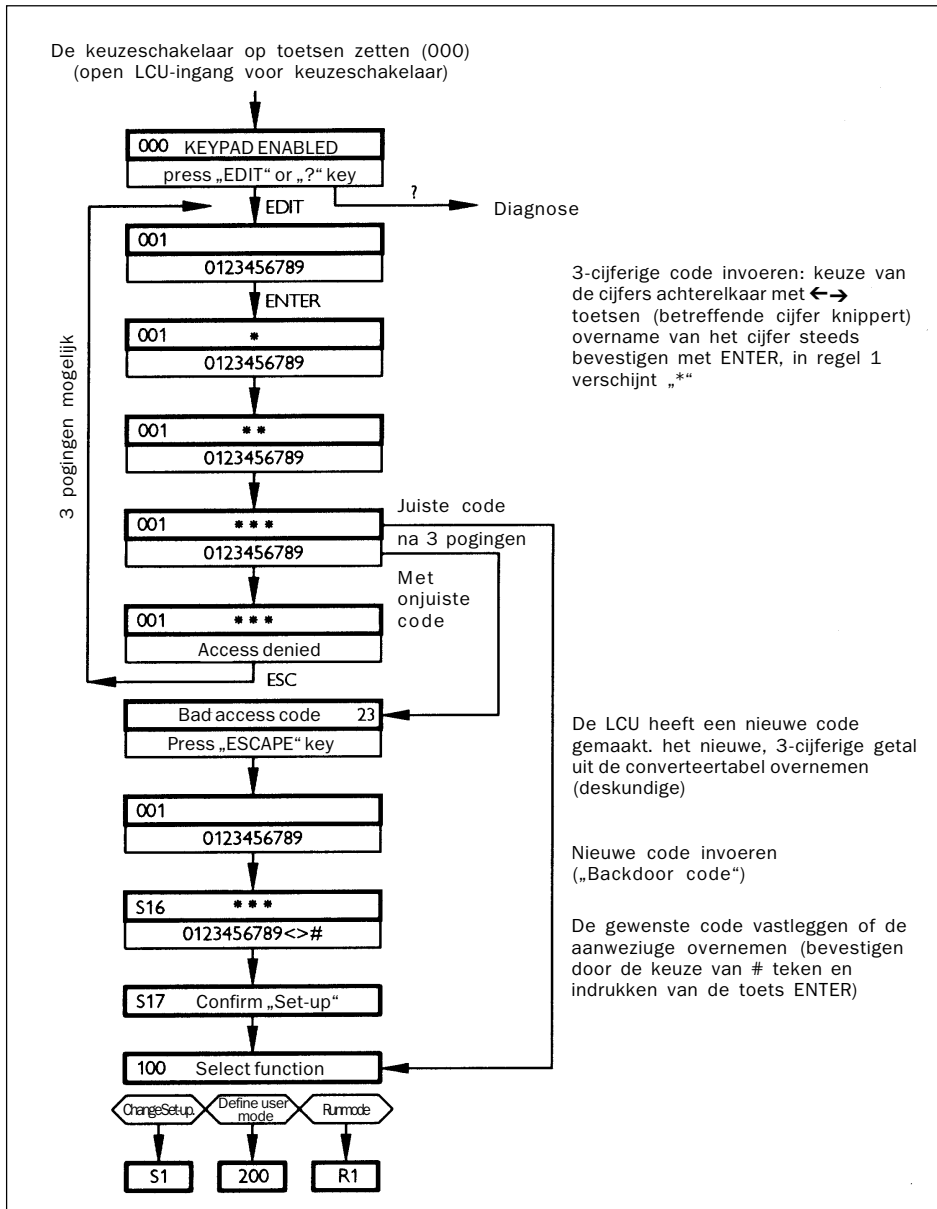 De keuzeschakelaar op toetsen zetten (000)
(open LCU-ingang voor keuzeschakelaar)
000 KEYPAD ENABLED
press „EDIT“ or „?“ key
?
EDIT
Diagnose
001
0123456789
ENTER
3-cijferige code invoeren: keuze van
de cijfers achterelkaar met ←→
toetsen (betreffende cijfer knippert)
overname van het cijfer steeds
bevestigen met ENTER, in regel 1
verschijnt „*“
001 *
0123456789
3 pogingen mogelijk
001 **
0123456789
001 ***
0123456789
Juiste code
na 3 pogingen
Met
onjuiste
code
001 ***
Access denied
ESC
Bad access code 23
Press „ESCAPE“ key
De LCU heeft een nieuwe code
gemaakt. het nieuwe, 3-cijferige getal
uit de converteertabel overnemen
(deskundige)
001
0123456789
Nieuwe code invoeren
(„Backdoor code“)
S16 ***
0123456789<>#
De gewenste code vastleggen of de
aanweziuge overnemen (bevestigen
door de keuze van # teken en
indrukken van de toets ENTER)
S17 Confirm „Set-up“
100 Select function
ChangeSet-up.
Define user
mode
Runmode
S1
200
R1